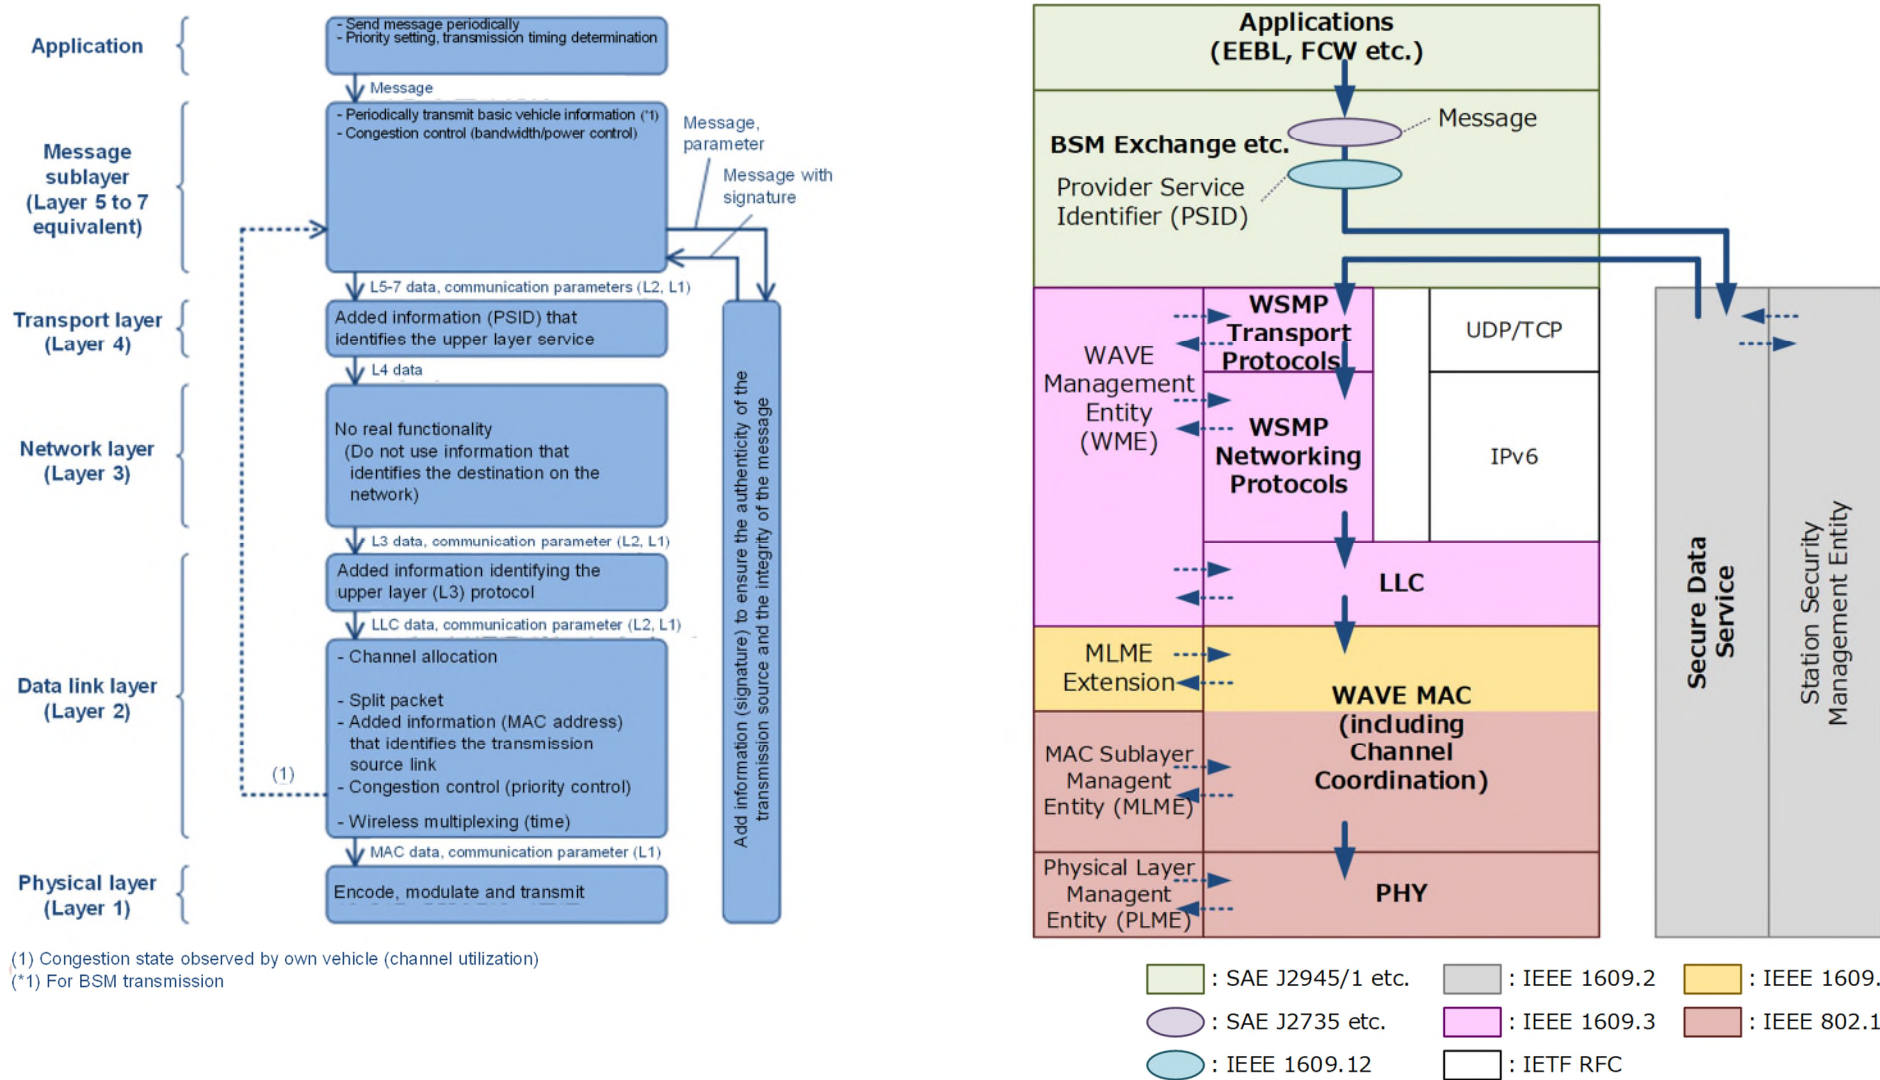 Application
- Send message periodically
- Priority setting, transmission timing determination
Message
Message
sublayer
(Layer 5 to 7
equivalent)
- Periodically transmit basic vehicle information (*1)
- Congestion control (bandwidth/power control)
Message,
parameter
Message with
signature
L5-7 data, communication parameters (L2, L1)
Transport layer
(Layer 4)
Added information (PSID) that
identifies the upper layer service
L4 data
Network layer
(Layer 3)
No real functionality
(Do not use information that
identifies the destination on the
network)
L3 data, communication parameter (L2, L1)
Added information identifying the
upper layer (L3) protocol
LLC data, communication parameter (L2, L1)
Data link layer
(Layer 2)
- Channel allocation
- Split packet
- Added information (MAC address)
that identifies the transmission
source link
- Congestion control (priority control)
- Wireless multiplexing (time)
(1)
MAC data, communication parameter (L1)
Physical layer
(Layer 1)
Encode, modulate and transmit
Add information (signature) to ensure the authenticity of the
transmission source and the integrity of the message
(1) Congestion state observed by own vehicle (channel utilization)
(*1) For BSM transmission
Applications
(EEBL, FCW etc.)
Message
BSM Exchange etc.
Provider Service
Identifier (PSID)
WAVE
Management
Entity
(WME)
WSMP
Transport
Protocols
UDP/TCP
WSMP
Networking
Protocols
IPv6
LLC
MLME
Extension
WAVE MAC
(including
Channel
Coordination)
MAC Sublayer
Managent
Entity (MLME)
Physical Layer
Managent
Entity (PLME)
PHY
Secure Data
Service
Station Security
Management Entity
: SAE J2945/1 etc.
: IEEE 1609.2
: IEEE 1609.
: SAE J2735 etc.
: IEEE 1609.3
: IEEE 802.1
: IEEE 1609.12
: IETF RFC